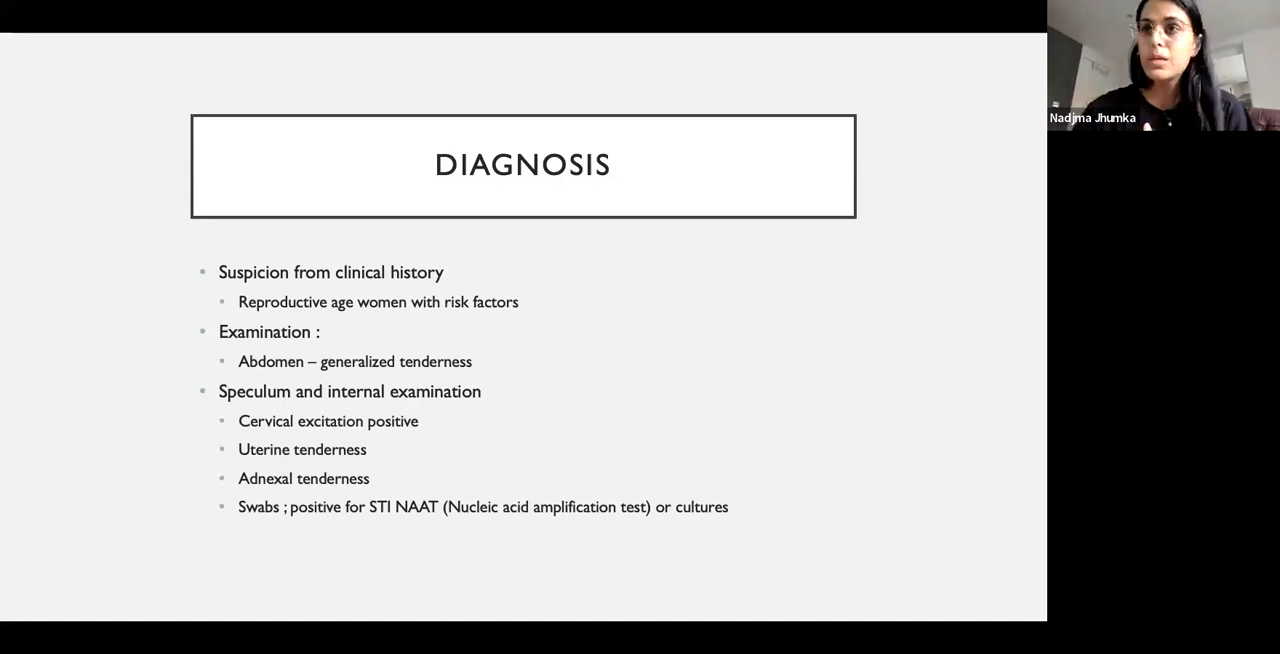 DIAGNOSIS
Suspicion from clinical history
Reproductive age women with risk factors
Examination :
Abdomen – generalized tenderness
Speculum and internal examination
Cervical excitation positive
Uterine tenderness
Adnexal tenderness
Swabs ; positive for STI NAAT (Nucleic acid amplification test) or cultures
Nadjma Jhumka